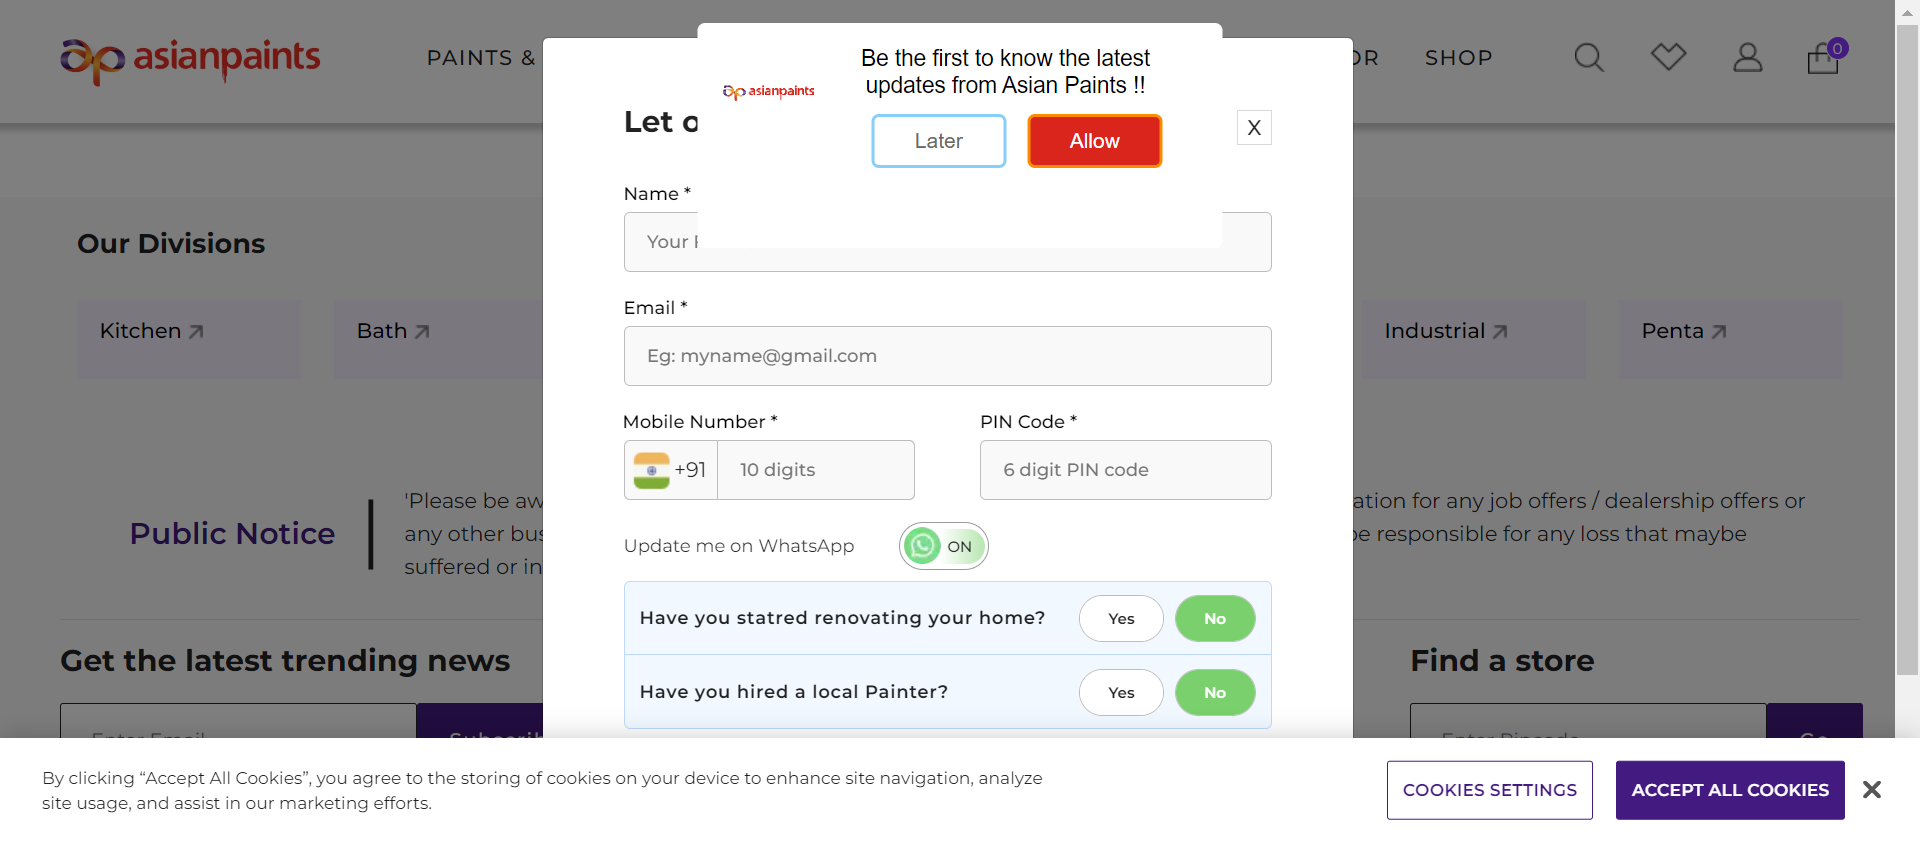 asianpaints
PAINTS &
SHOP
0
Be the first to know the latest
updates from Asian Paints !!
asianpaints
Later
Allow
Let
X
Name *
Your
Our Divisions
Kitchen
Bath
Industrial
Penta
Email *
Eg: myname@gmail.com
Mobile Number *
PIN Code *
+91
10 digits
6 digit PIN code
Public Notice
'Please be
any other
suffered or
for any job offers / dealership offers or
be responsible for any loss that maybe
Update me on WhatsApp
ON
Have you statred renovating your home?
Yes
No
Have you hired a local Painter?
Yes
No
Get the latest trending news
Find a store
By clicking “Accept All Cookies”, you agree to the storing of cookies on your device to enhance site navigation, analyze
site usage, and assist in our marketing efforts.
COOKIES SETTINGS
ACCEPT ALL COOKIES